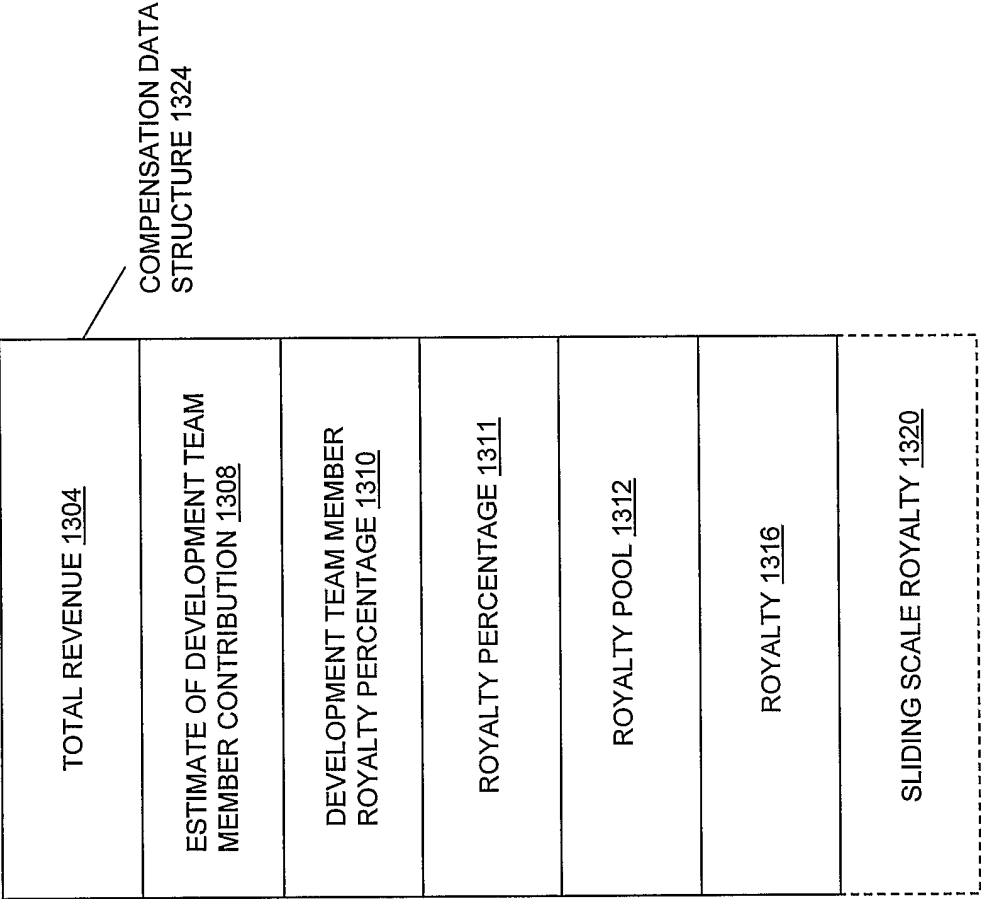 TOTAL REVENUE 1304
ESTIMATE OF DEVELOPMENT TEAM
MEMBER CONTRIBUTION 1308
DEVELOPMENT TEAM MEMBER
ROYALTY PERCENTAGE 1310
ROYALTY PERCENTAGE 1311
ROYALTY POOL 1312
ROYALTY 1316
SLIDING SCALE ROYALTY 1320
COMPENSATION DATA
STRUCTURE 1324